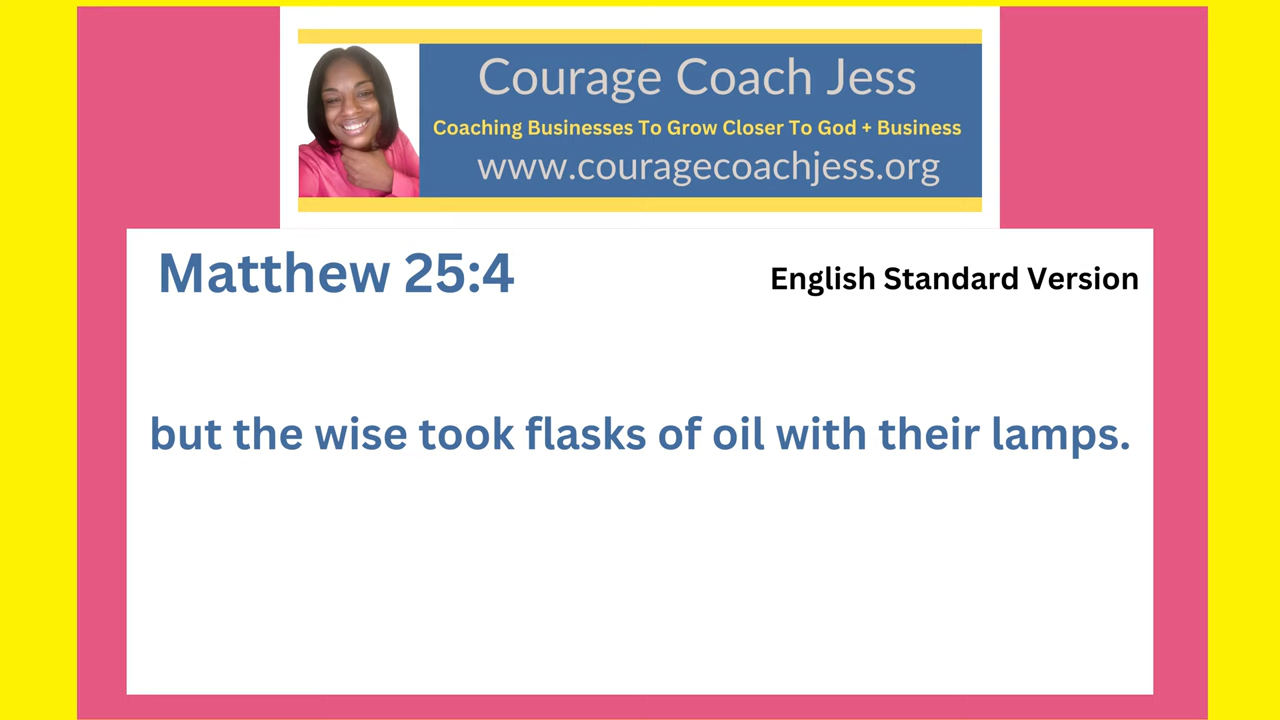 Courage Coach Jess
Coaching Businesses To Grow Closer To God + Business
www.couragecoachjess.org
Matthew 25:4
English Standard Version
but the wise took flasks of oil with their lamps.